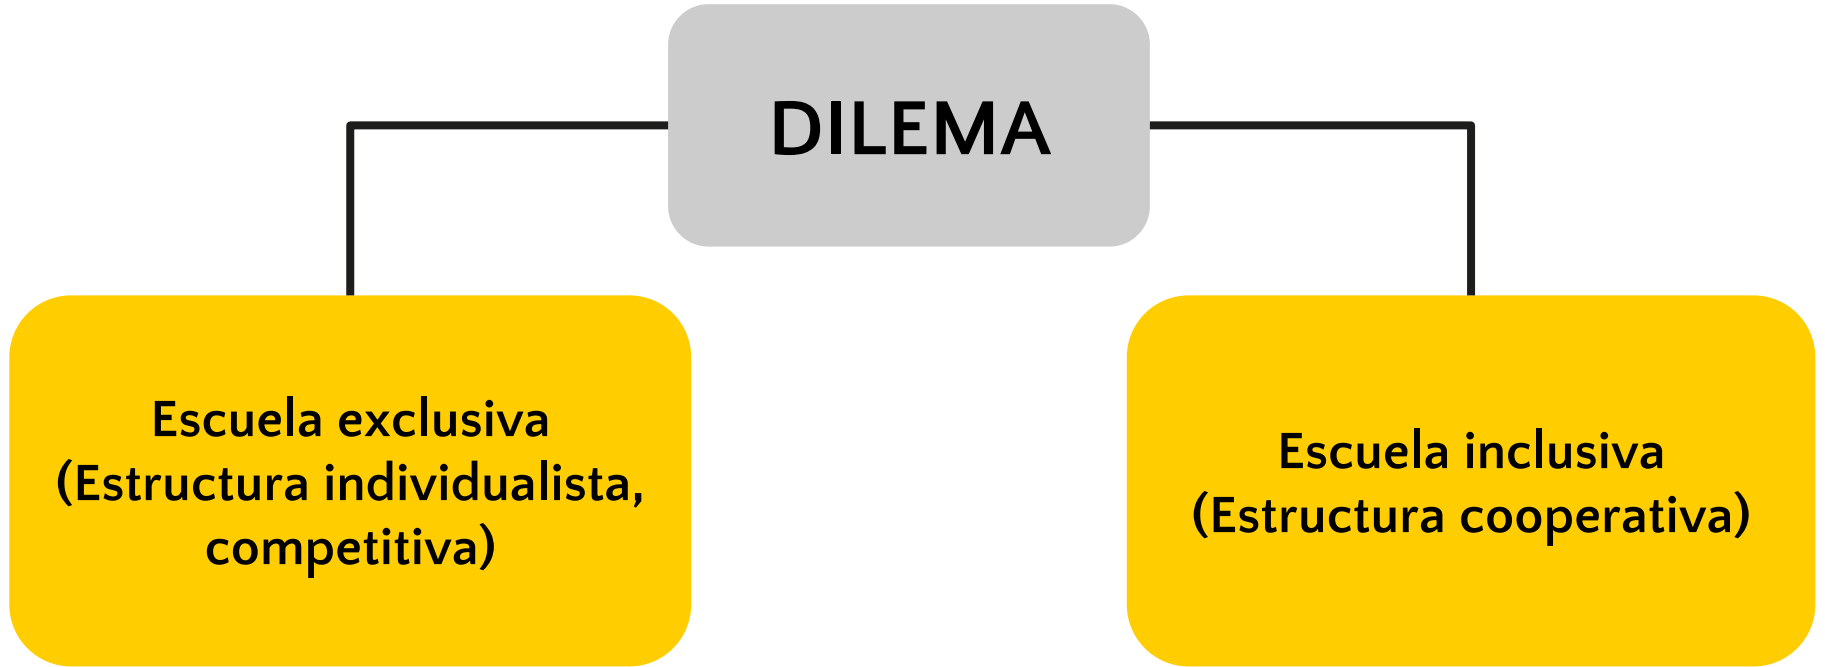 DILEMA
Escuela exclusiva
(Estructura individualista,
competitiva)
Escuela inclusiva
(Estructura cooperativa)